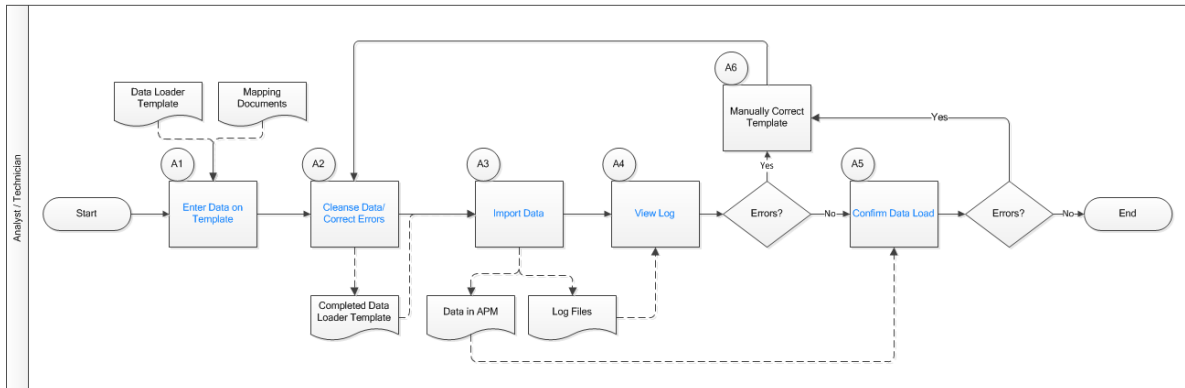 Analyst / Technician
Data Loader
Template
Mapping
Documents
Start
A1
Enter Data on
Template
A2
Cleanse Data/
Correct Errors
Completed Data
Loader Template
A3
Import Data
Data in APM
Log Files
A4
View Log
Errors?
Yes
A6
Manually Correct
Template
No
A5
Confirm Data Load
Errors?
Yes
No
End